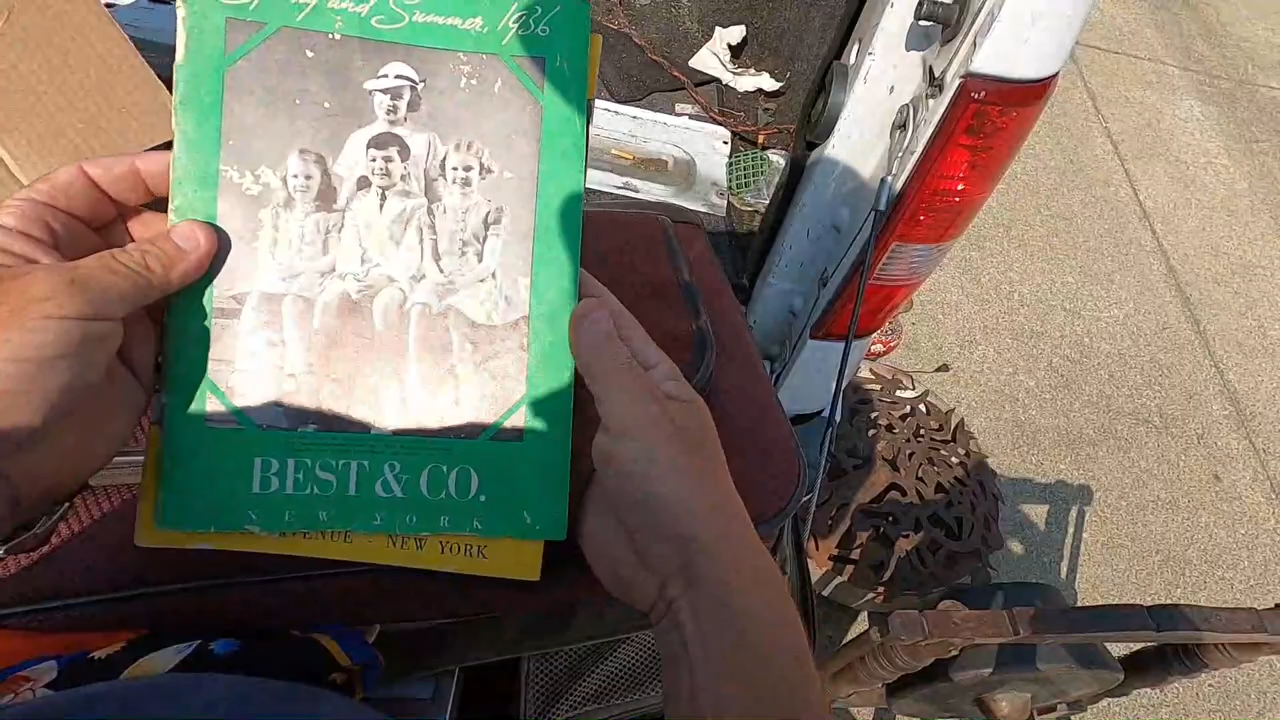 Spring and Summer, 1936
BEST & CO.
NEW YORK
AVENUE - NEW YORK